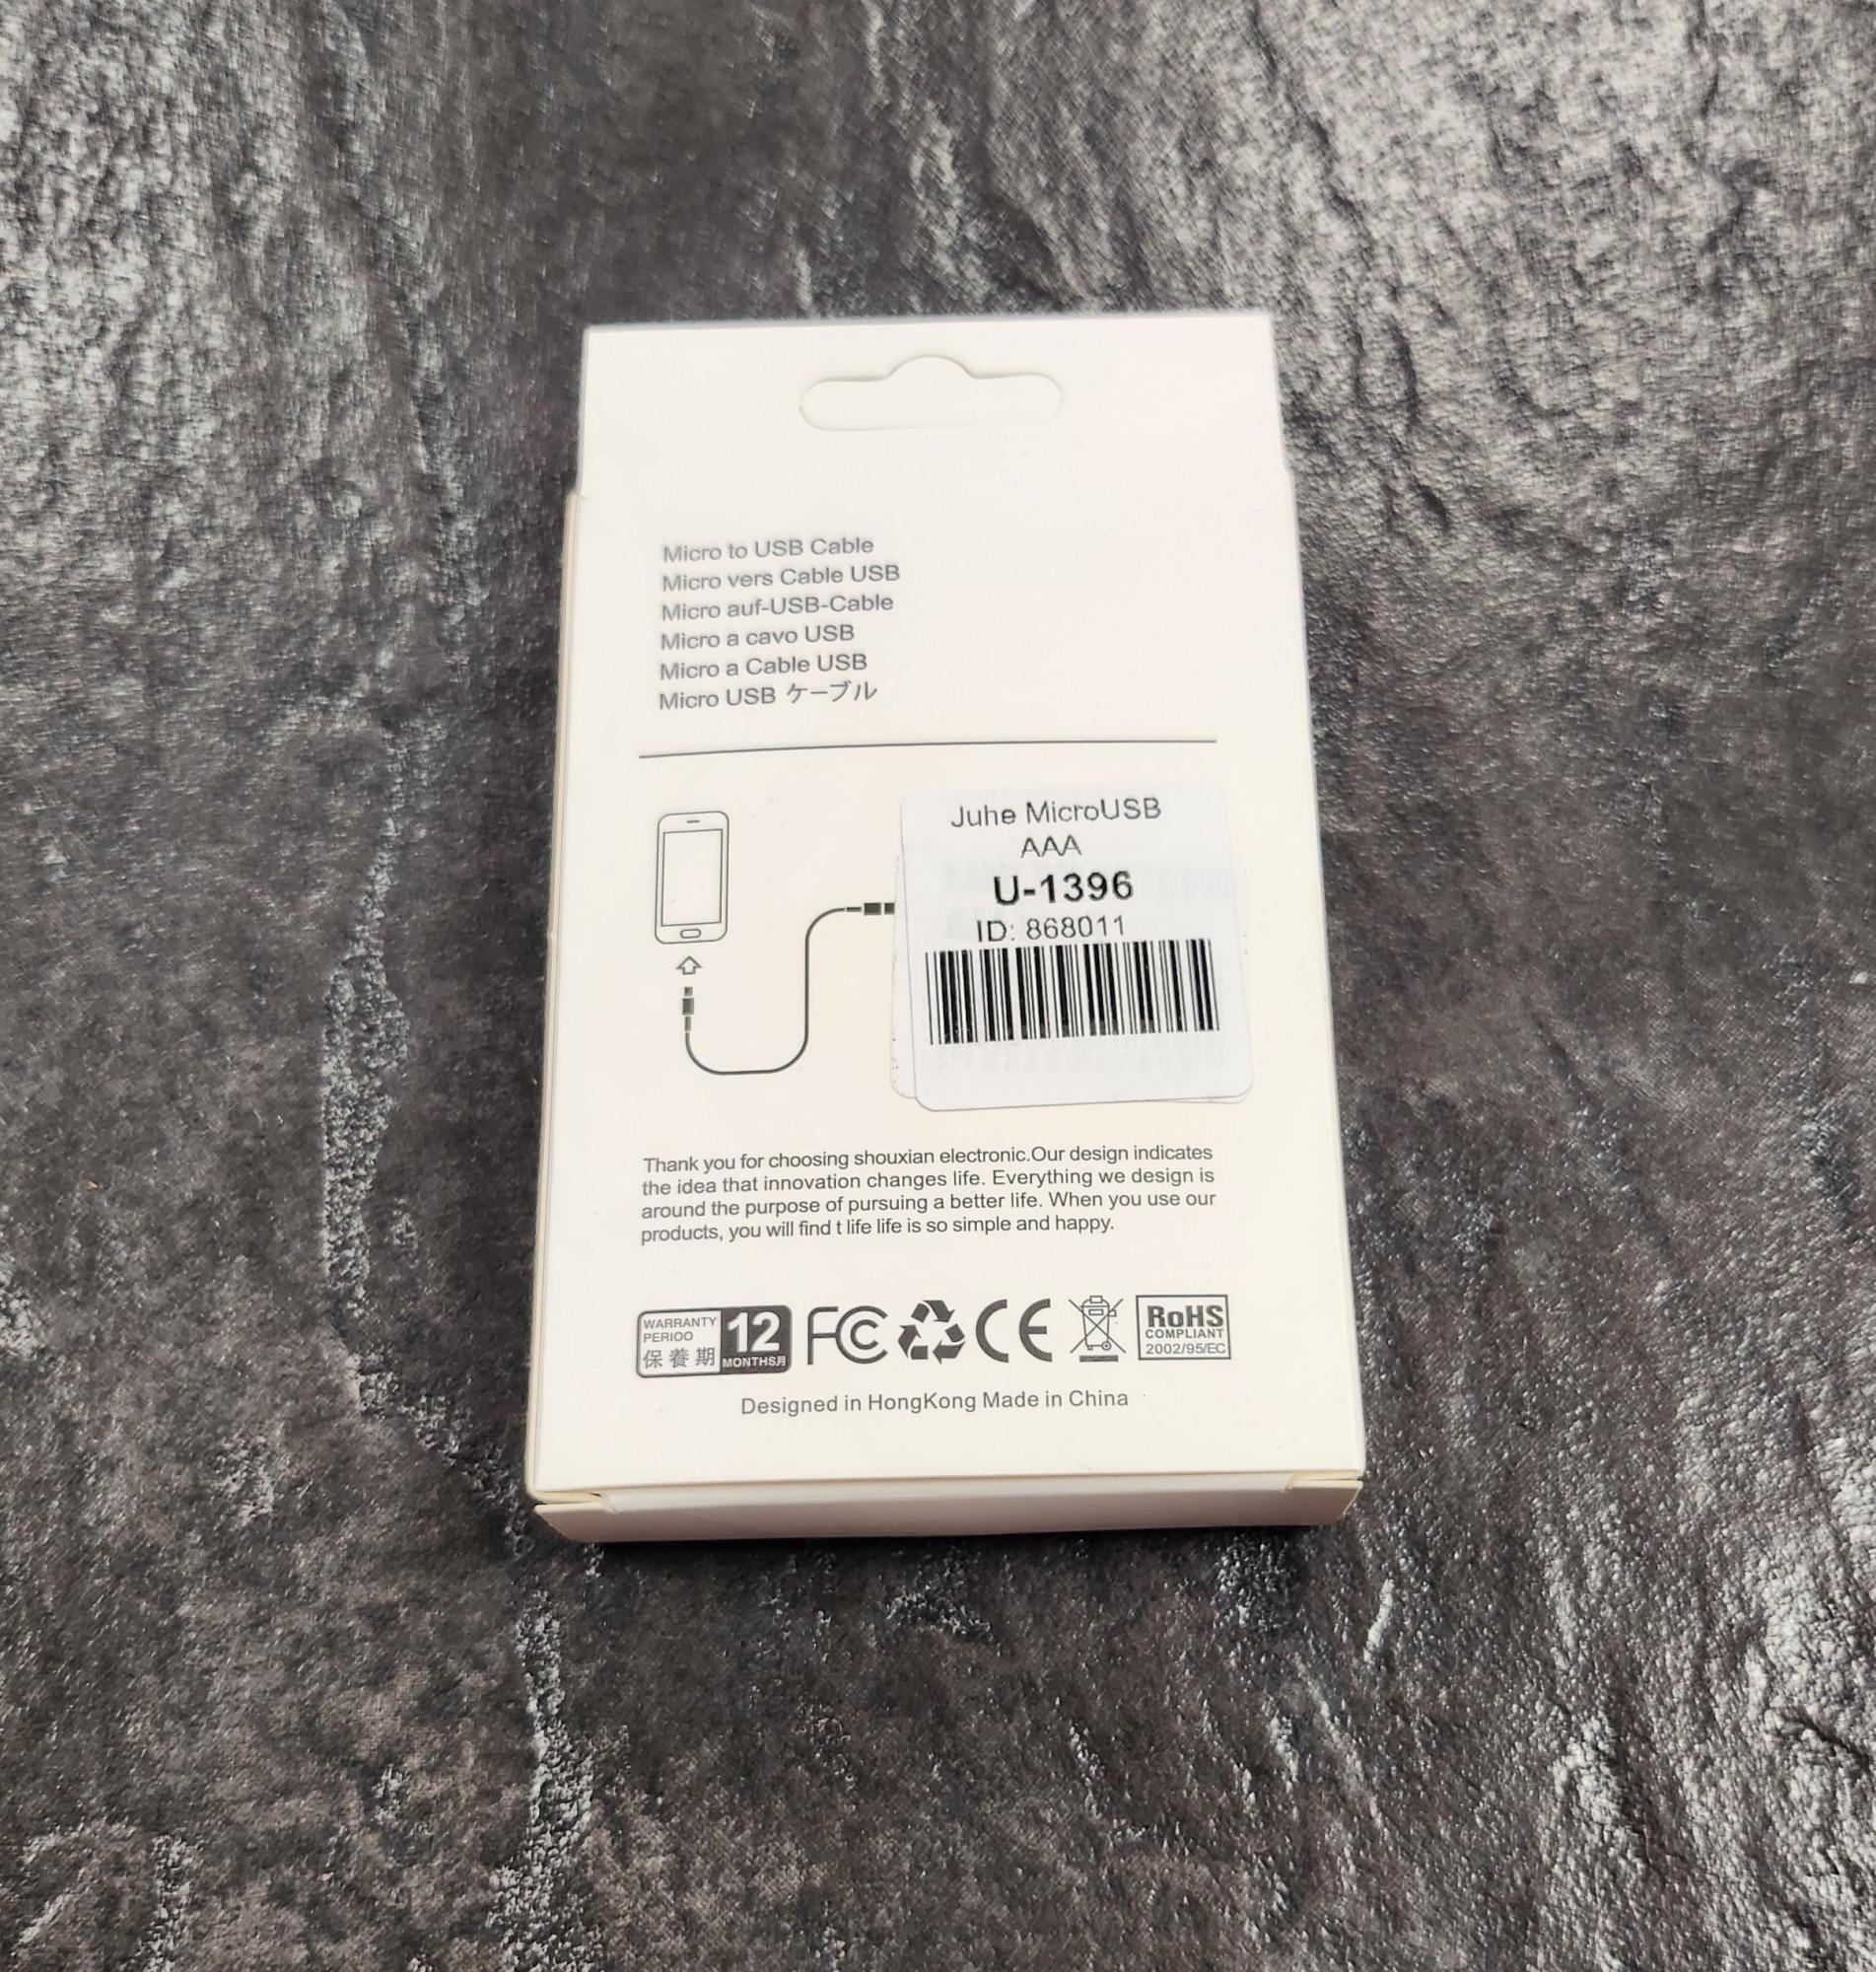 Micro to USB Cable
Micro vers Cable USB
Micro auf-USB-Cable
Micro a cavo USB
Micro a Cable USB
Micro USB ケーブル
Juhe MicroUSB
AAA
U-1396
ID: 868011
Thank you for choosing shouxian electronic.Our design indicates
the idea that innovation changes life. Everything we design is
around the purpose of pursuing a better life. When you use our
products, you will find t life life is so simple and happy.
WARRANTY
PERIOO
保養期
12
MONTHS月
FC
CE
RoHS
COMPLIANT
2002/95/EC
Designed in HongKong Made in China